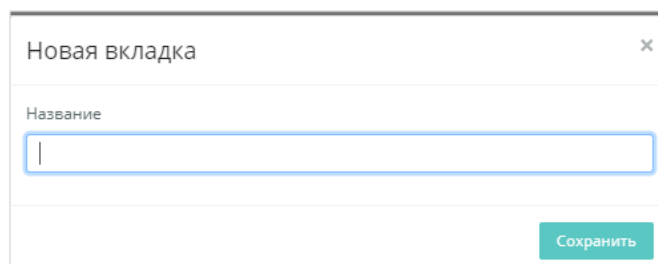 Новая вкладка
Название
Сохранить